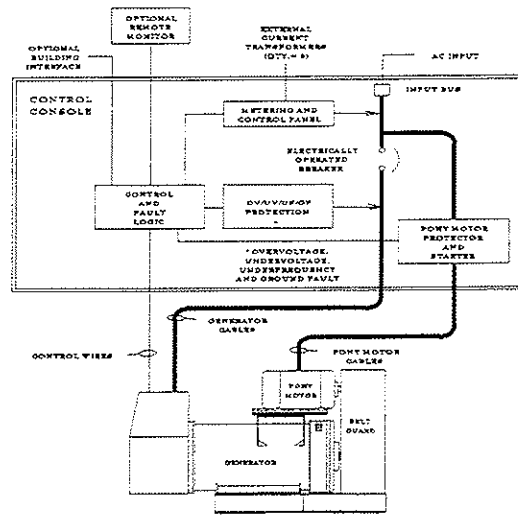 OPTIONAL
REMOTE
MONITOR
EXTERNAL
CURRENT
TRANSFORMERS
(QTY. = 6)
OPTIONAL
BUILDING
INTERFACE
AC INPUT
CONTROL
CONSOLE
INPUT BUS
METERING AND
CONTROL PANEL
ELECTRICALLY
OPERATED
BREAKER
CONTROL
AND
FAULT
LOGIC
OV/UV/UF/GF
PROTECTION
*
PONY MOTOR
PROTECTOR
AND
STARTER
* OVERVOLTAGE,
UNDERVOLTAGE,
UNDERFREQUENCY
AND GROUND FAULT
GENERATOR
CABLES
CONTROL WIRES
PONY MOTOR
CABLES
PONY
MOTOR
BELT
GUARD
GENERATOR